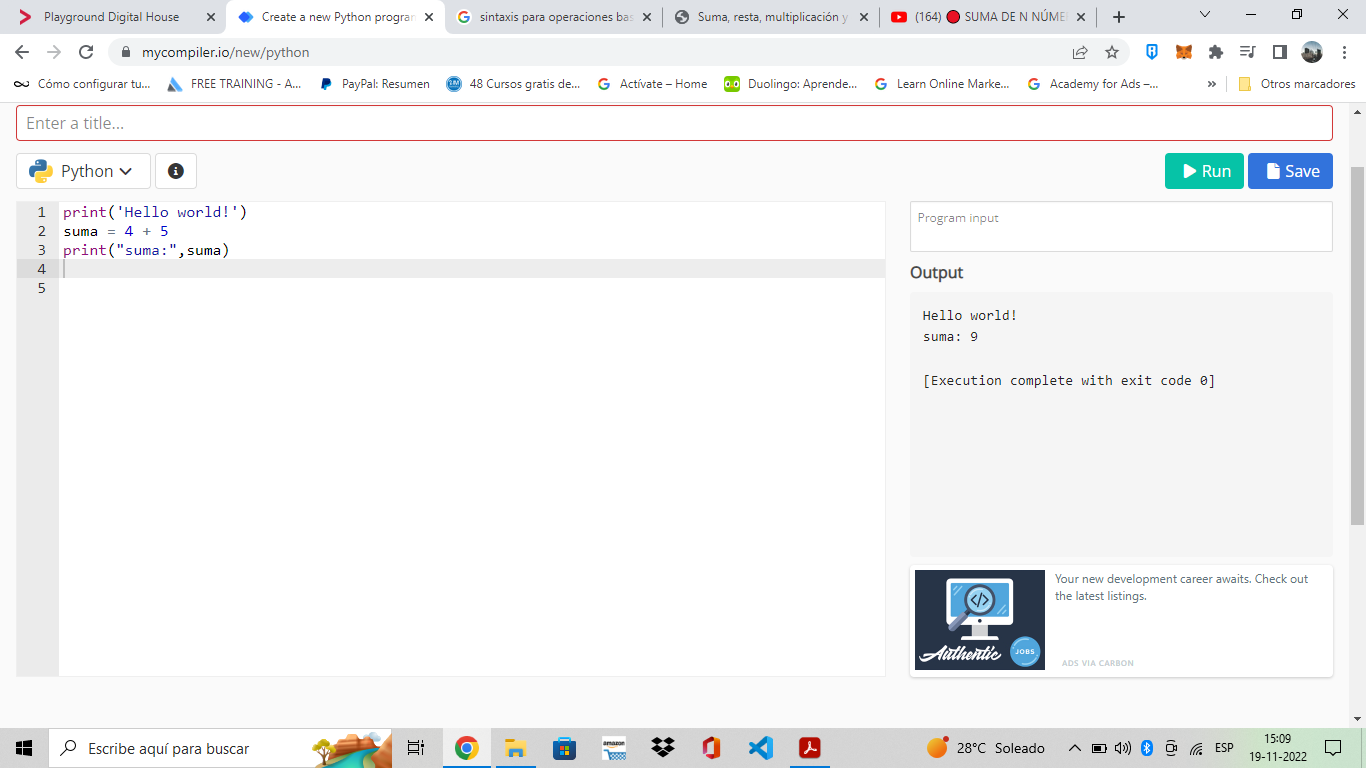 Playground Digital House
Create a new Python program
sintaxis para operaciones bas
Suma, resta, multiplicación y
(164) 🔴 SUMA DE N NÚME
mycompiler.io/new/python
Cómo configurar tu...
FREE TRAINING - A...
PayPal: Resumen
48 Cursos gratis de...
Actívate – Home
Duolingo: Aprende...
Learn Online Marke...
Academy for Ads –...
»
Otros marcadores
Enter a title...
Python
Run
Save
1 print('Hello world!')
2 suma = 4 + 5
3 print("suma:",suma)
4
5
Program input
Output
Hello world!
suma: 9
[Execution complete with exit code 0]
Your new development career awaits. Check out
the latest listings.
Authentic
JOBS
ADS VIA CARBON
Escribe aquí para buscar
amazon
28°C Soleado
ESP
15:09
19-11-2022